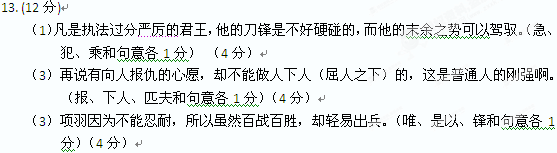 13.(12 分)
（1）凡是执法过分严厉的君王，他的刀锋是不好硬碰的，而他的末余之势可以驾驭。（急、
犯、乘和句意各 1 分） （4 分）
（3）再说有向人报仇的心愿，却不能做人下人（屈人之下）的，这是普通人的刚强啊。
（报、下人、匹夫和句意各 1 分）（4 分）
（3）项羽因为不能忍耐，所以虽然百战百胜，却轻易出兵。（唯、是以、锋和句意各 1
分）（4 分）